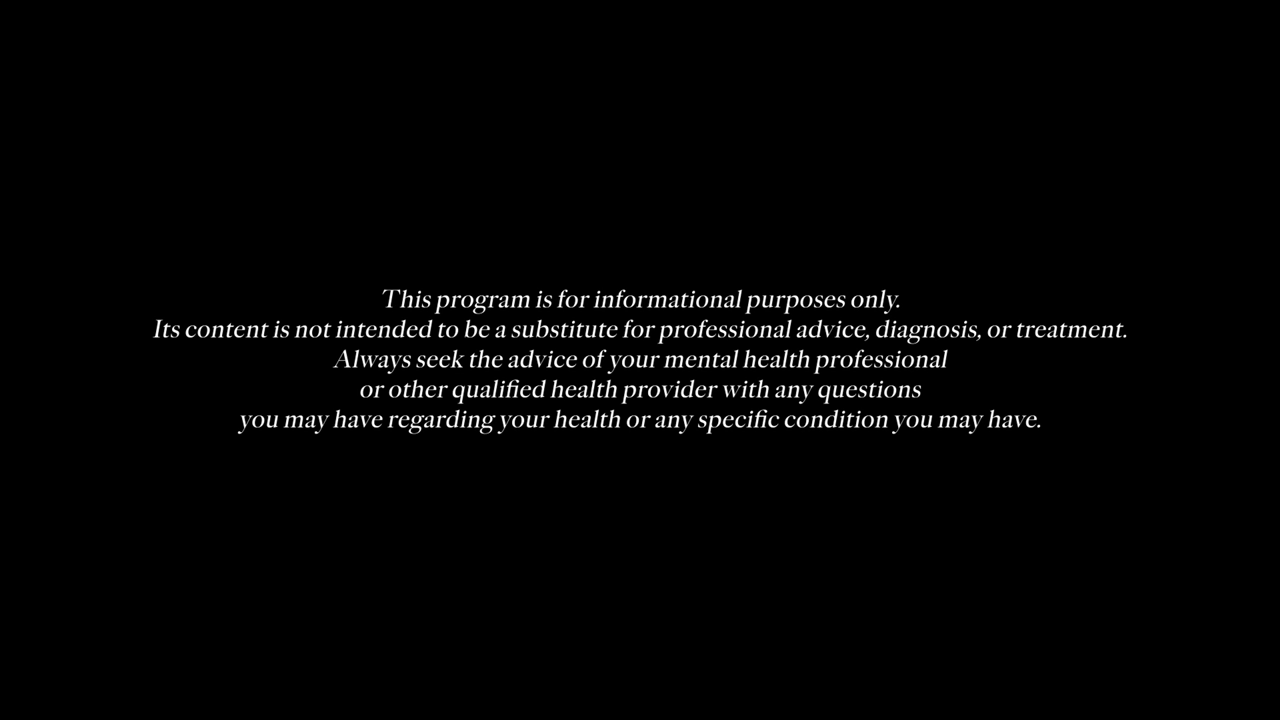 This program is for informational purposes only.
Its content is not intended to be a substitute for professional advice, diagnosis, or treatment.
Always seek the advice of your mental health professional
or other qualified health provider with any questions
you may have regarding your health or any specific condition you may have.